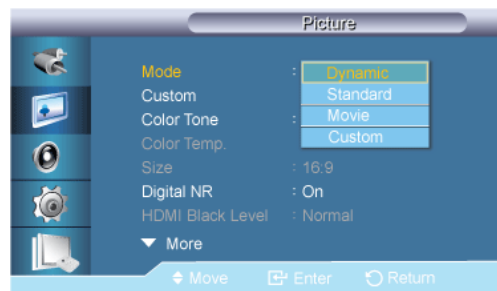 Picture
Mode : Dynamic
Custom Standard
Color Tone : Movie
Color Temp. Custom
Size : 16:9
Digital NR : On
HDMI Black Level : Normal
More
Move Enter Return